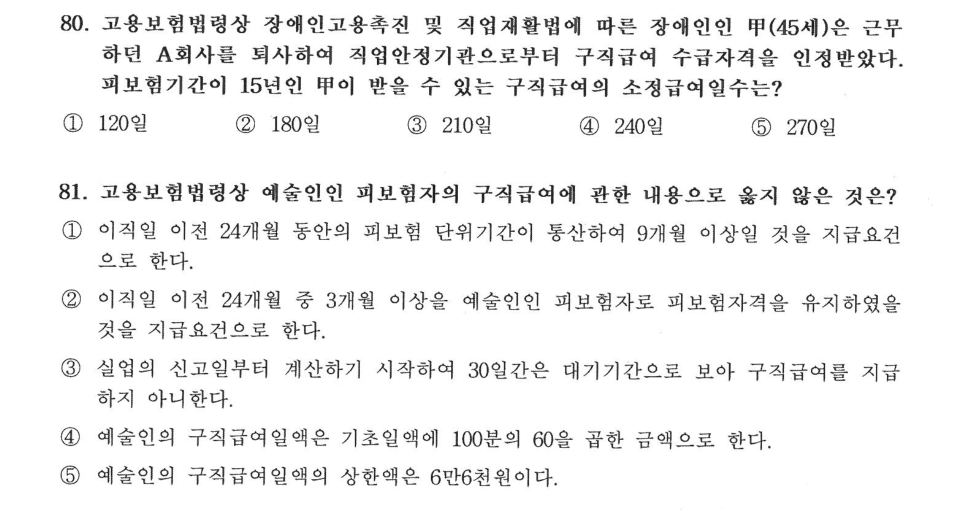 80. 고용보험법령상 장애인고용촉진 및 직업재활법에 따른 장애인인 甲(45세)은 근무
하던 A회사를 퇴사하여 직업안정기관으로부터 구직급여 수급자격을 인정받았다.
피보험기간이 15년인 甲이 받을 수 있는 구직급여의 소정급여일수는?
① 120일 ② 180일 ③ 210일 ④ 240일 ⑤ 270일
81. 고용보험법령상 예술인인 피보험자의 구직급여에 관한 내용으로 옳지 않은 것은?
① 이직일 이전 24개월 동안의 피보험 단위기간이 통산하여 9개월 이상일 것을 지급요건
으로 한다.
② 이직일 이전 24개월 중 3개월 이상을 예술인인 피보험자로 피보험자격을 유지하였을
것을 지급요건으로 한다.
③ 실업의 신고일부터 계산하기 시작하여 30일간은 대기기간으로 보아 구직급여를 지급
하지 아니한다.
④ 예술인의 구직급여일액은 기초일액에 100분의 60을 곱한 금액으로 한다.
⑤ 예술인의 구직급여일액의 상한액은 6만6천원이다.